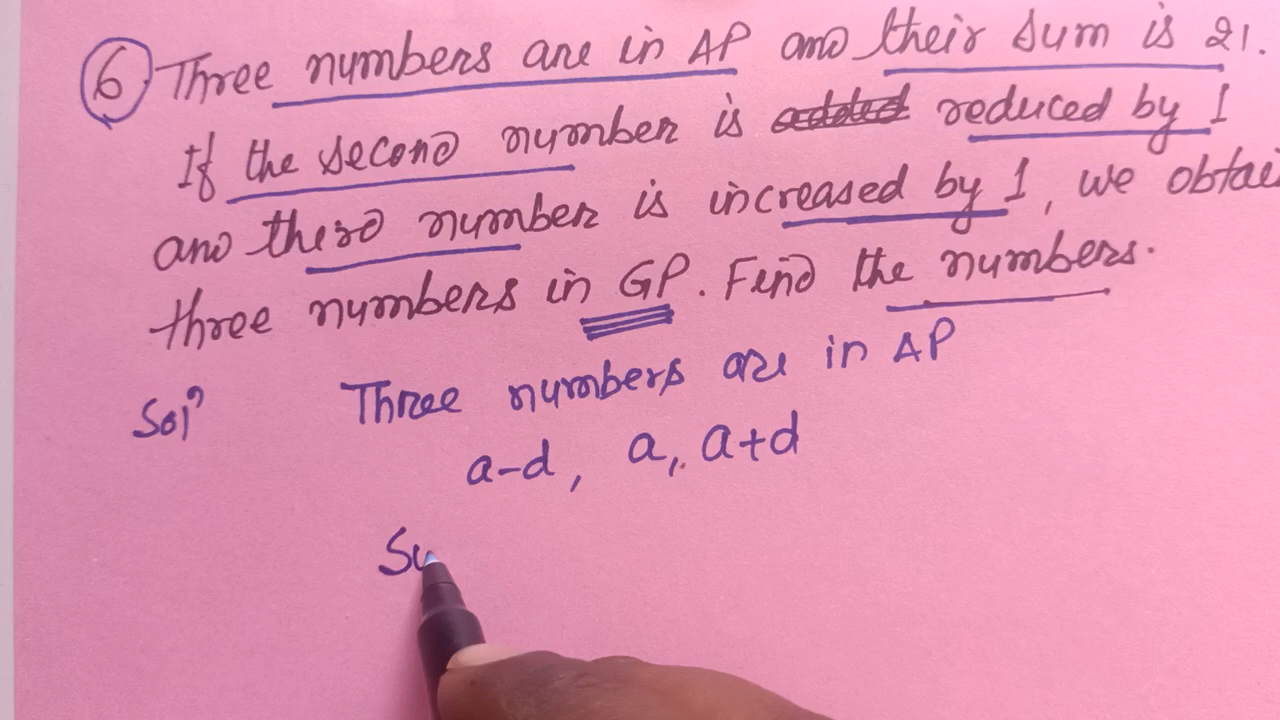 6 Three numbers are in AP and their sum is 21.
If the second number is added reduced by 1
and third number is increased by 1, we obtai
three numbers in GP. Find the numbers.
Solⁿ Three numbers are in AP
a-d, a, a+d
Su